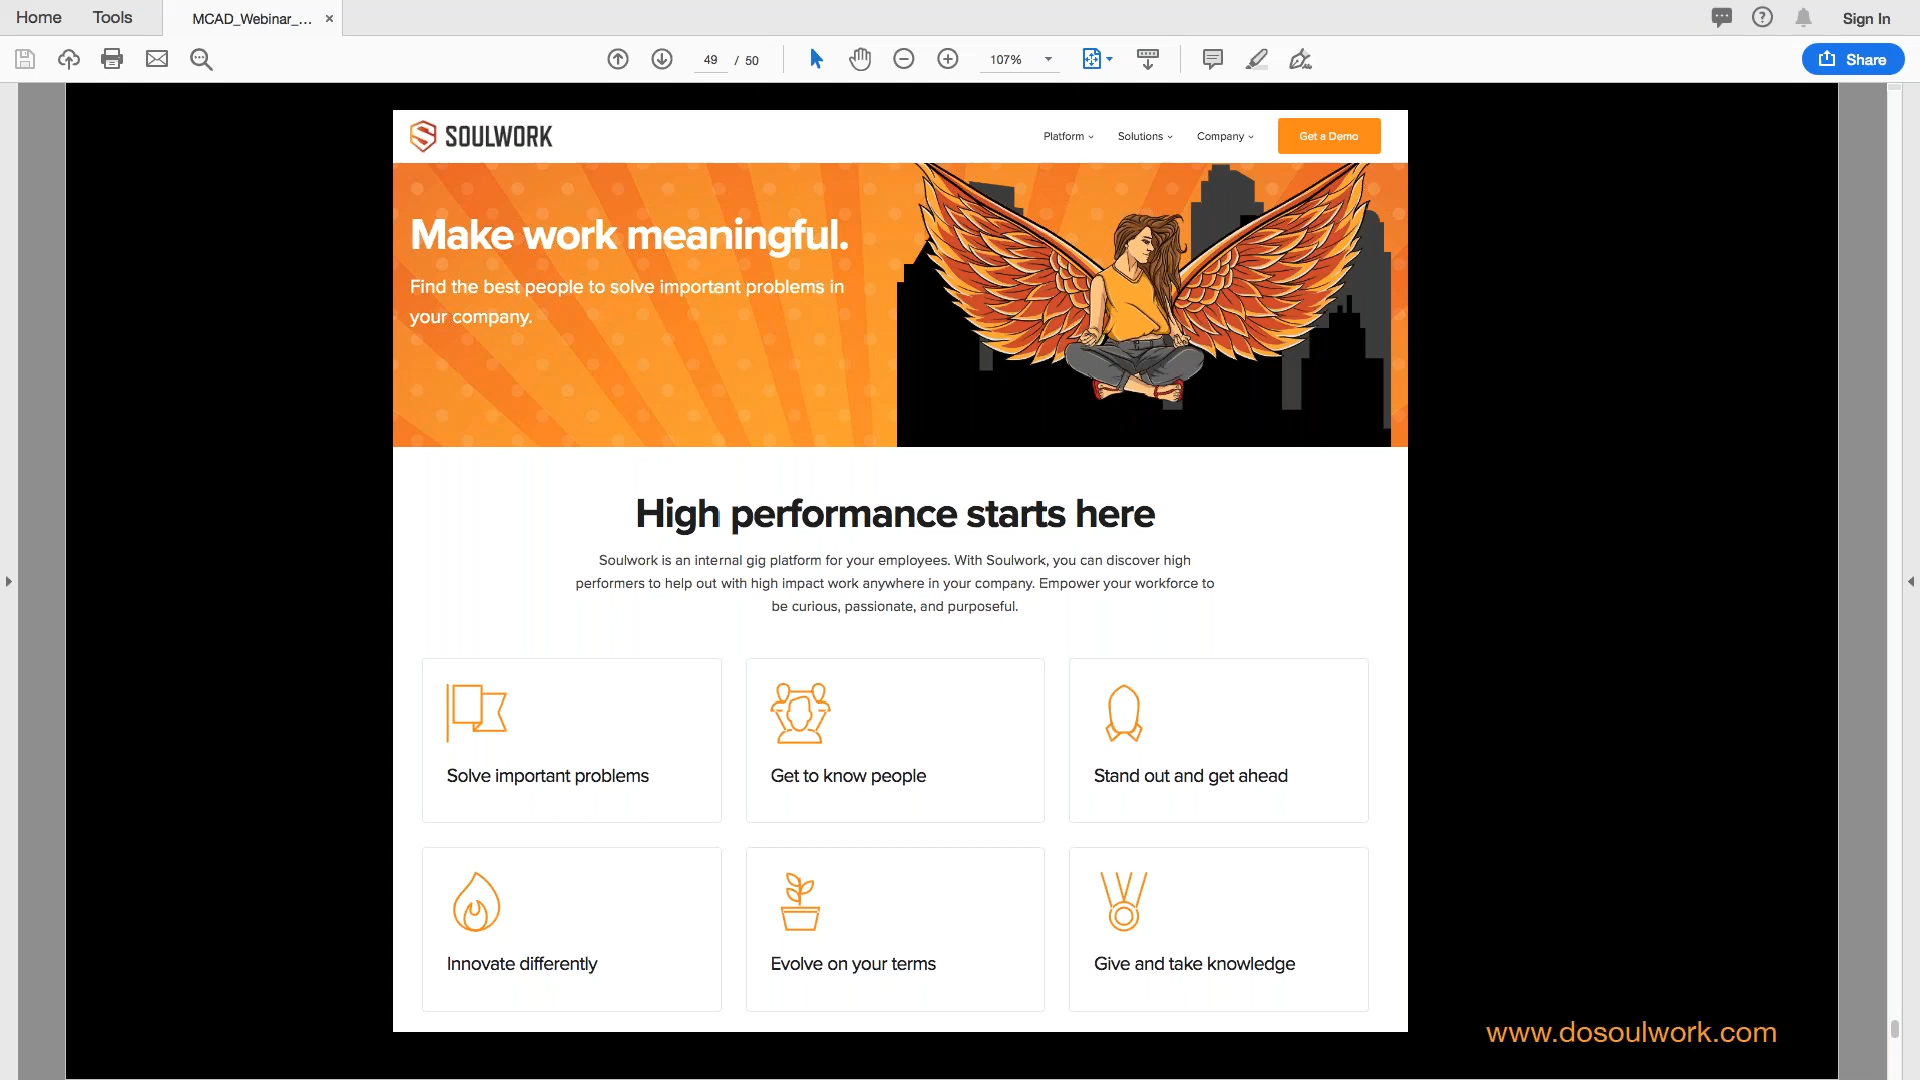 Home
Tools
MCAD_Webinar_...
Sign In
49 / 50
107%
Share
SOULWORK
Platform
Solutions
Company
Get a Demo
Make work meaningful.
Find the best people to solve important problems in
your company.
High performance starts here
Soulwork is an internal gig platform for your employees. With Soulwork, you can discover high
performers to help out with high impact work anywhere in your company. Empower your workforce to
be curious, passionate, and purposeful.
Solve important problems
Get to know people
Stand out and get ahead
Innovate differently
Evolve on your terms
Give and take knowledge
www.dosoulwork.com